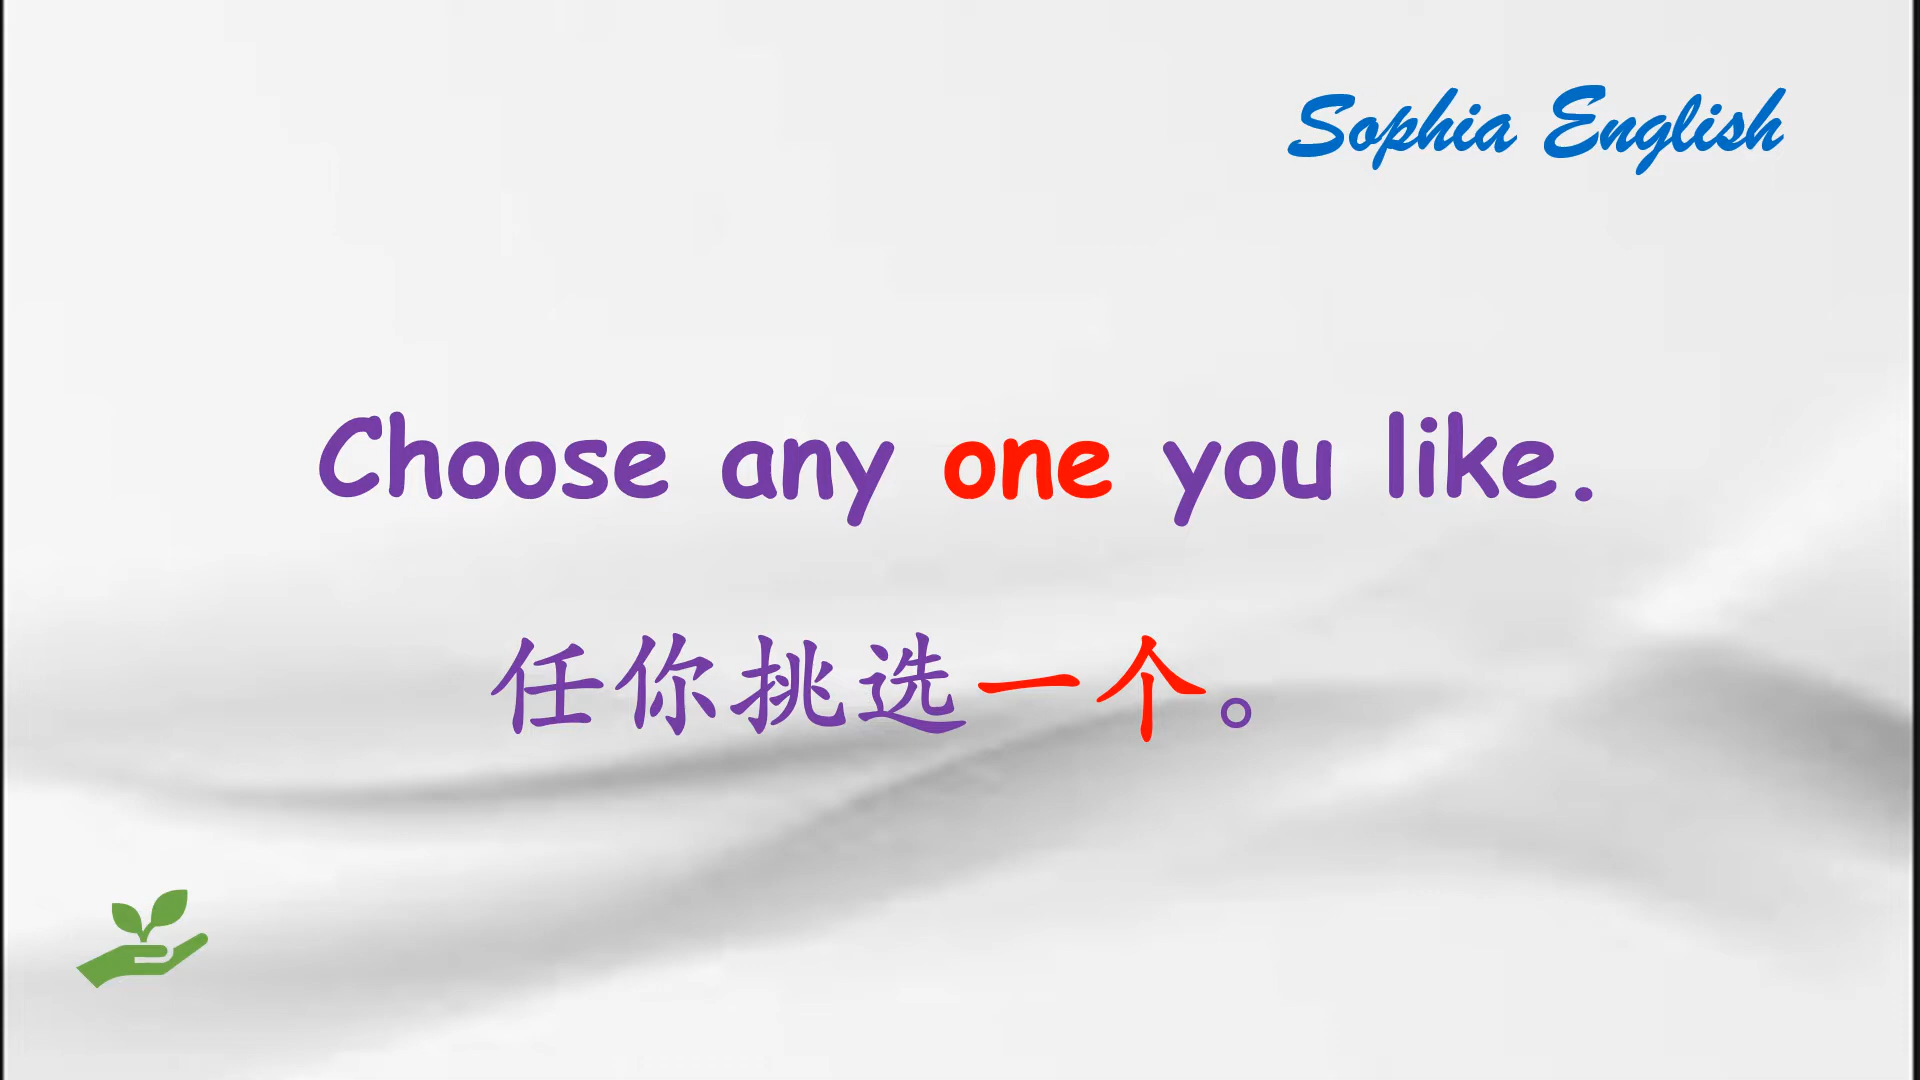 Sophia English
Choose any one you like.
任你挑选一个。